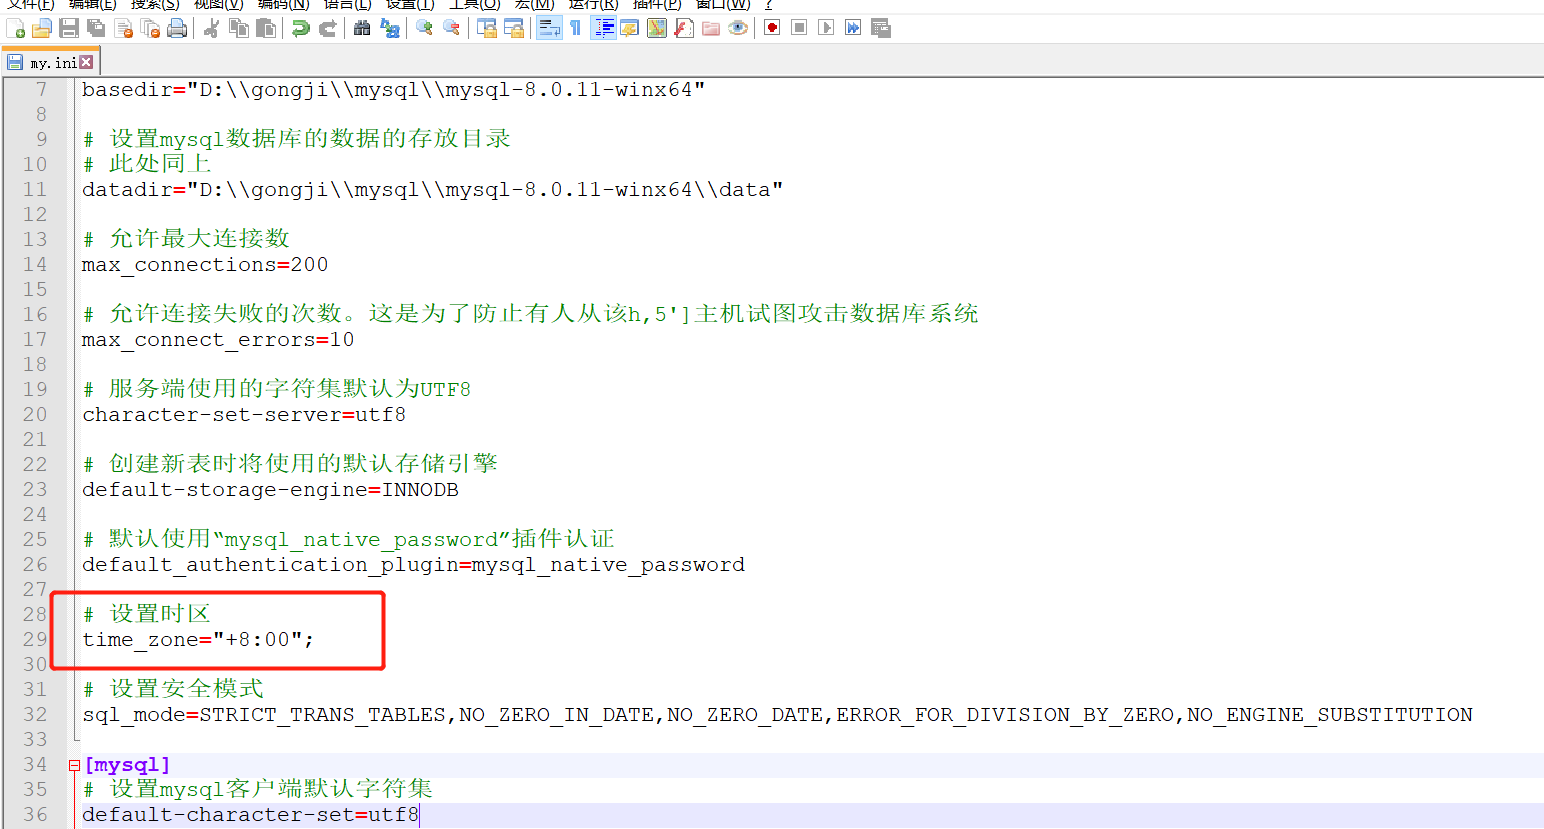 文件(F) 编辑(E) 搜索(S) 视图(V) 编码(N) 语言(L) 设置(T) 工具(O) 宏(M) 运行(R) 插件(P) 窗口(W) ?
my.ini
7 basedir="D:\\gongji\\mysql\\mysql-8.0.11-winx64"
8
9 # 设置mysql数据库的数据的存放目录
10 # 此处同上
11 datadir="D:\\gongji\\mysql\\mysql-8.0.11-winx64\\data"
12
13 # 允许最大连接数
14 max_connections=200
15
16 # 允许连接失败的次数。这是为了防止有人从该h,5']主机试图攻击数据库系统
17 max_connect_errors=10
18
19 # 服务端使用的字符集默认为UTF8
20 character-set-server=utf8
21
22 # 创建新表时将使用的默认存储引擎
23 default-storage-engine=INNODB
24
25 # 默认使用“mysql_native_password”插件认证
26 default_authentication_plugin=mysql_native_password
27
28 # 设置时区
29 time_zone="+8:00";
30
31 # 设置安全模式
32 sql_mode=STRICT_TRANS_TABLES,NO_ZERO_IN_DATE,NO_ZERO_DATE,ERROR_FOR_DIVISION_BY_ZERO,NO_ENGINE_SUBSTITUTION
33
34 [mysql]
35 # 设置mysql客户端默认字符集
36 default-character-set=utf8